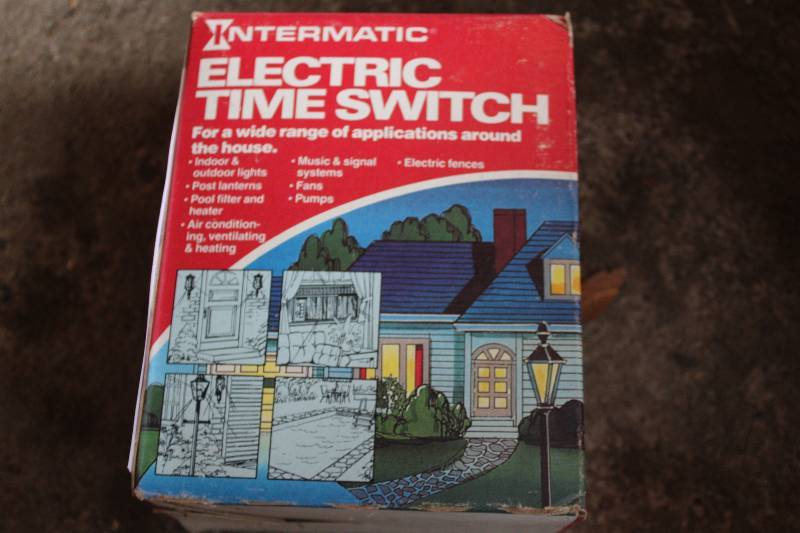 INTERMATIC®
ELECTRIC
TIME SWITCH
For a wide range of applications around
the house.
• Indoor &
outdoor lights
• Post lanterns
• Pool filter and
heater
• Air condition-
ing, ventilating
& heating
• Music & signal
systems
• Fans
• Pumps
• Electric fences